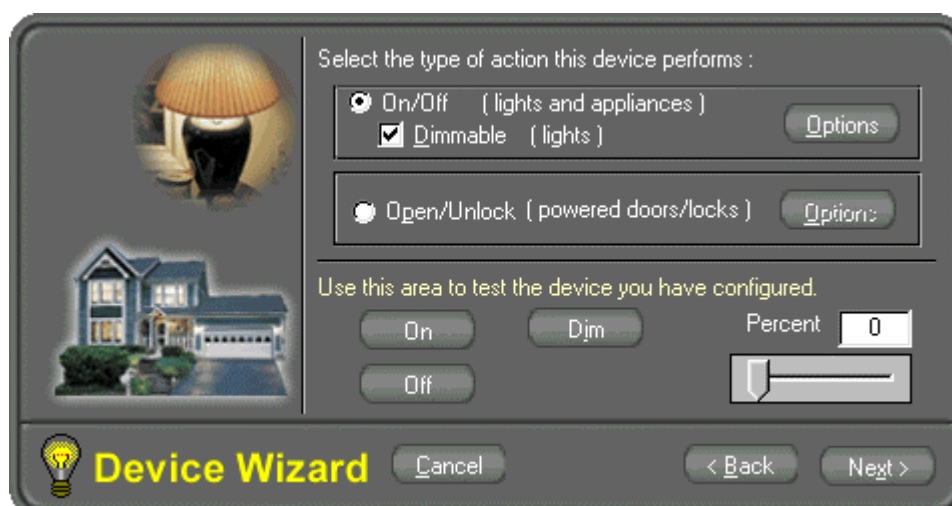 Select the type of action this device performs :
On/Off ( lights and appliances )
Options
Dimmable ( lights )
Open/Unlock ( powered doors/locks )
Options
Use this area to test the device you have configured.
On
Dim
Percent 0
Off
Device Wizard
Cancel
< Back
Next >